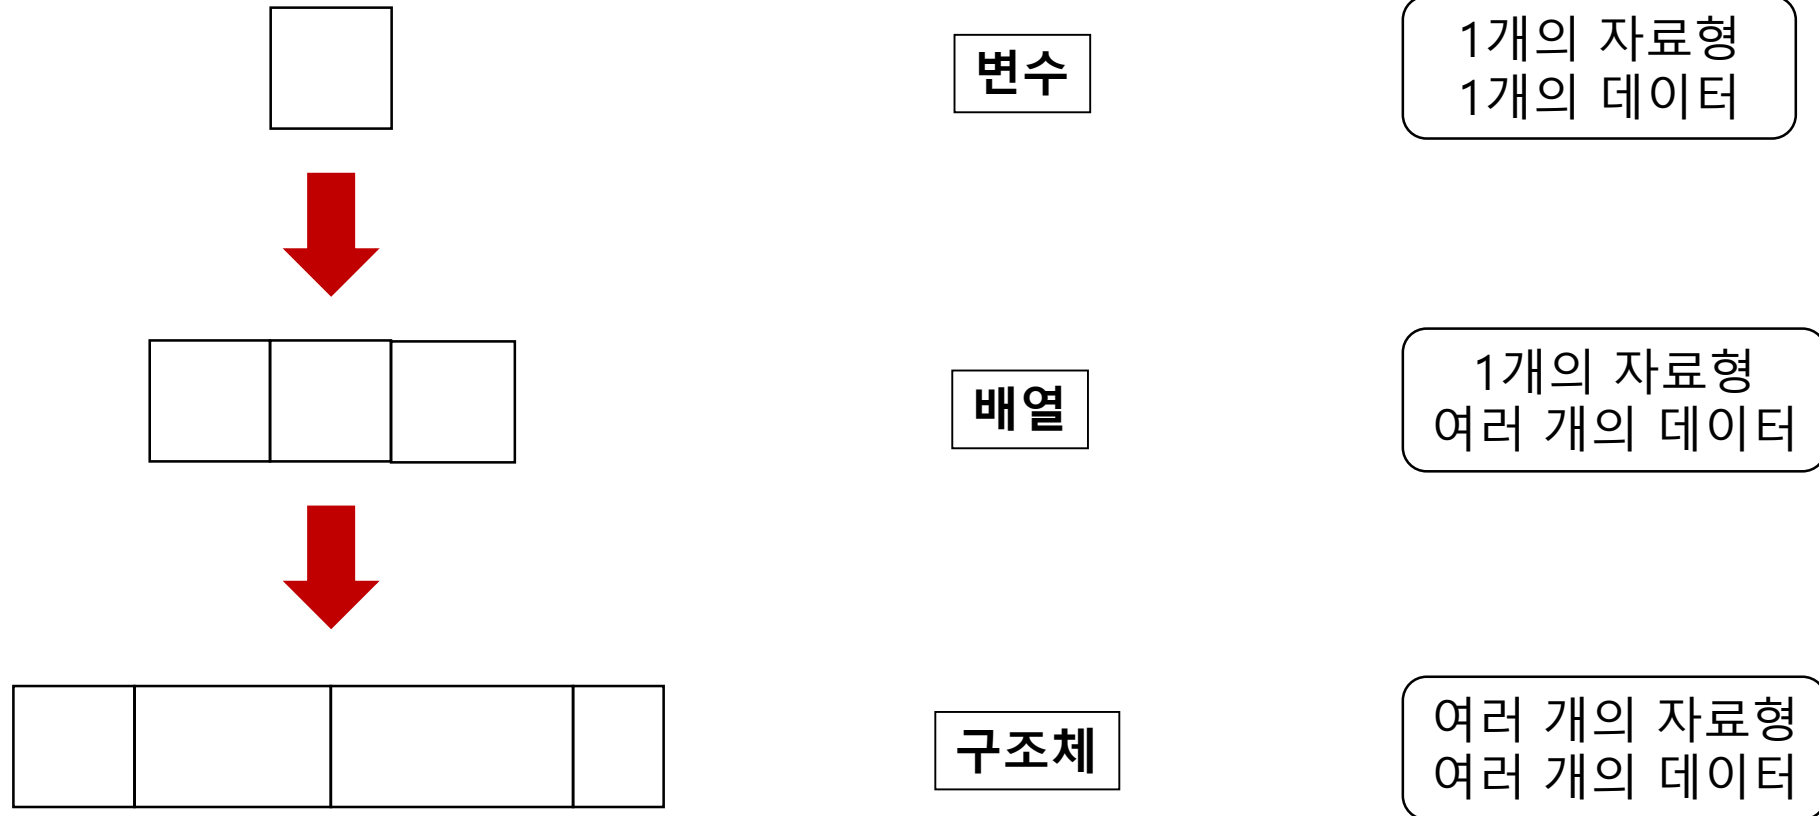 변수
1개의 자료형
1개의 데이터
배열
1개의 자료형
여러 개의 데이터
구조체
여러 개의 자료형
여러 개의 데이터